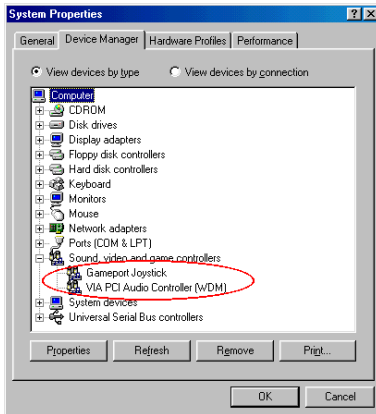 System Properties
General Device Manager Hardware Profiles Performance
View devices by type View devices by connection
Computer
CDROM
Disk drives
Display adapters
Floppy disk controllers
Hard disk controllers
Keyboard
Monitors
Mouse
Network adapters
Ports (COM & LPT)
Sound, video and game controllers
Gameport Joystick
VIA PCI Audio Controller (WDM)
System devices
Universal Serial Bus controllers
Properties Refresh Remove Print...
OK Cancel